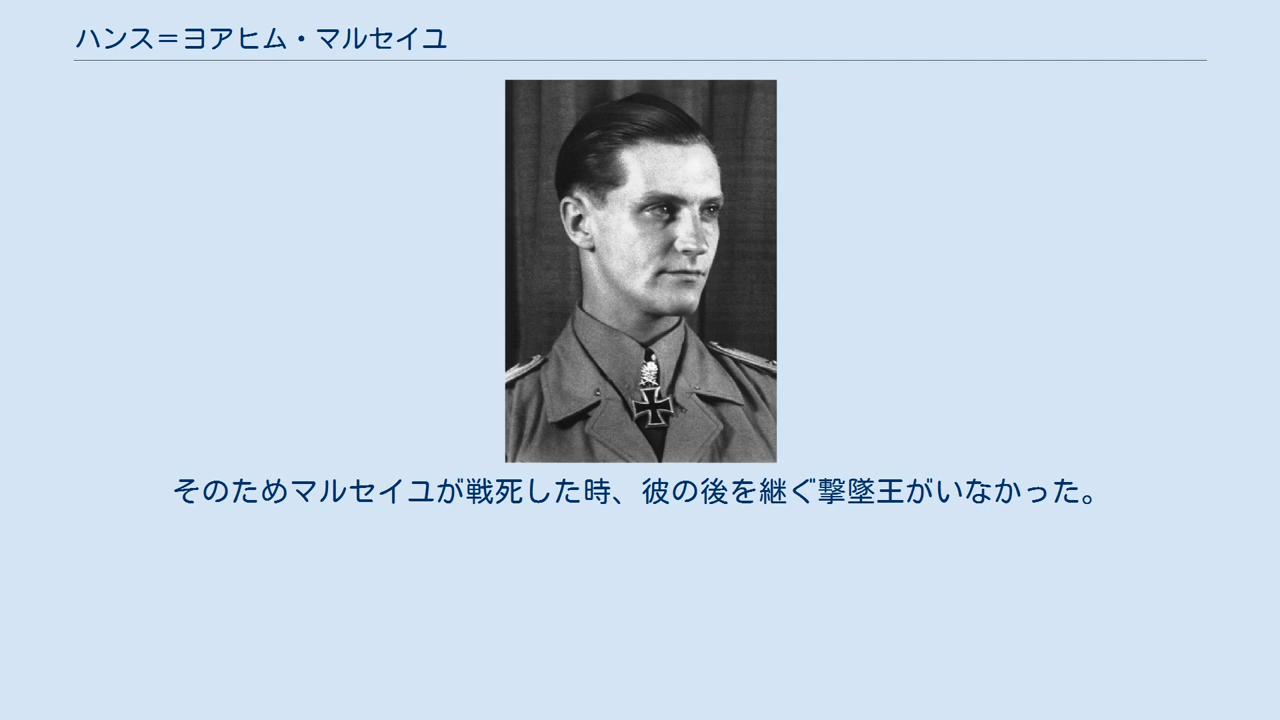 ハンス＝ヨアヒム・マルセイユ
そのためマルセイユが戦死した時、彼の後を継ぐ撃墜王がいなかった。